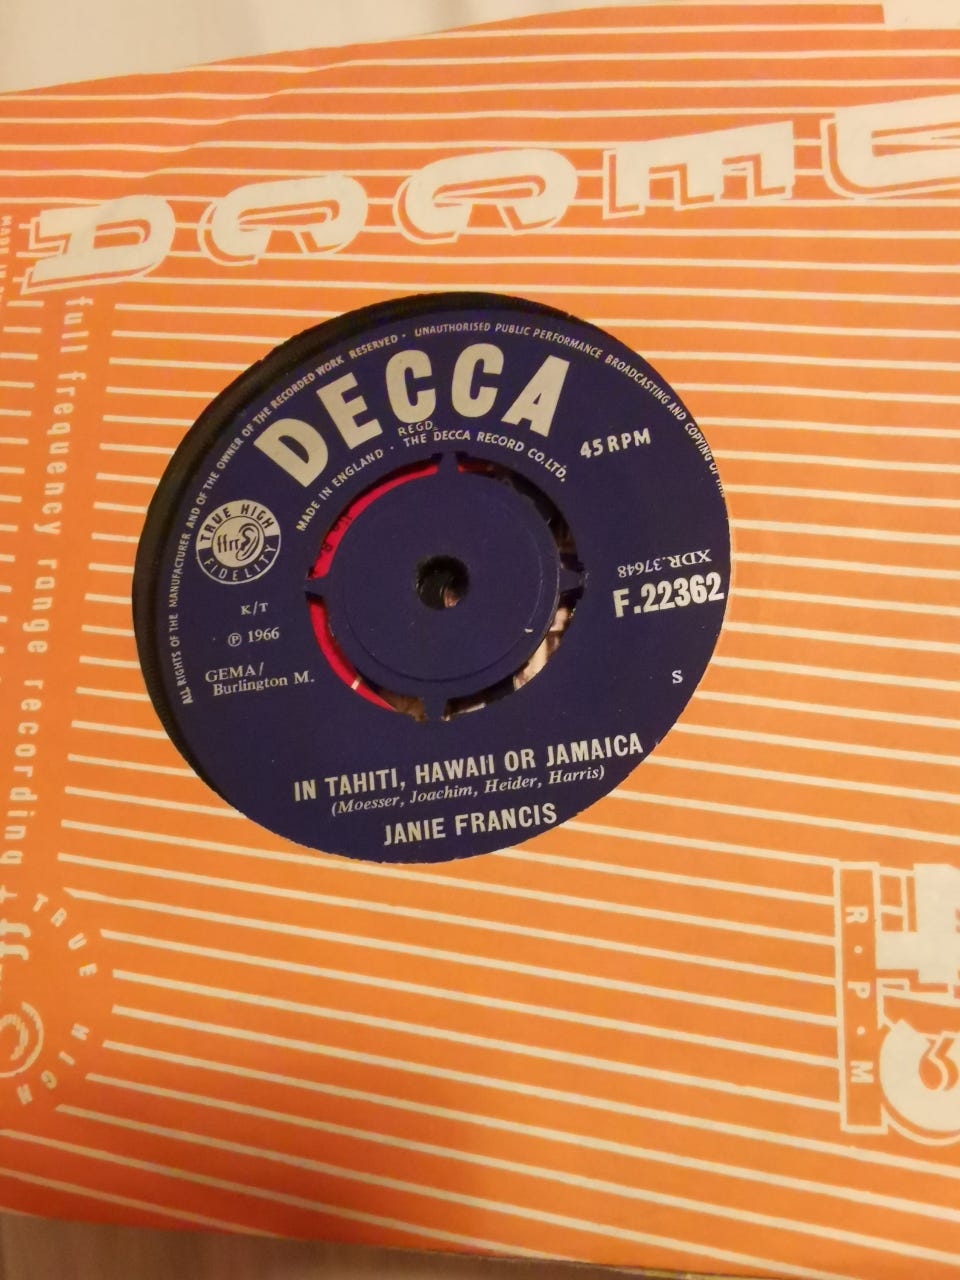 DECCA
full frequency range recording
TRUE HIGH
R·P·M
45
ALL RIGHTS OF THE MANUFACTURER AND OF THE OWNER OF THE RECORDED WORK RESERVED · UNAUTHORISED PUBLIC PERFORMANCE BROADCASTING AND COPYING OF
DECCA
REGD.
MADE IN ENGLAND · THE DECCA RECORD CO. LTD.
45 RPM
TRUE HIGH
ffrr
FIDELITY
XDR.37648
F.22362
K/T
℗ 1966
GEMA/
Burlington M.
S
IN TAHITI, HAWAII OR JAMAICA
(Moesser, Joachim, Heider, Harris)
JANIE FRANCIS